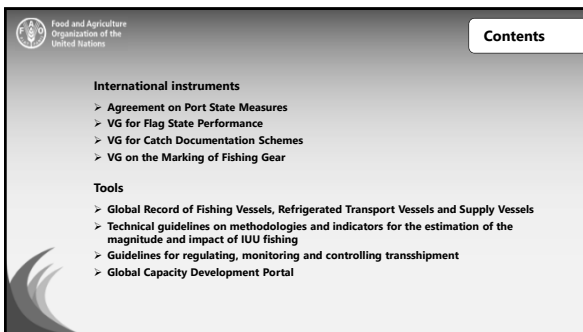 Food and Agriculture
Organization of the
United Nations
Contents
International instruments
➢ Agreement on Port State Measures
➢ VG for Flag State Performance
➢ VG for Catch Documentation Schemes
➢ VG on the Marking of Fishing Gear
Tools
➢ Global Record of Fishing Vessels, Refrigerated Transport Vessels and Supply Vessels
➢ Technical guidelines on methodologies and indicators for the estimation of the
magnitude and impact of IUU fishing
➢ Guidelines for regulating, monitoring and controlling transshipment
➢ Global Capacity Development Portal